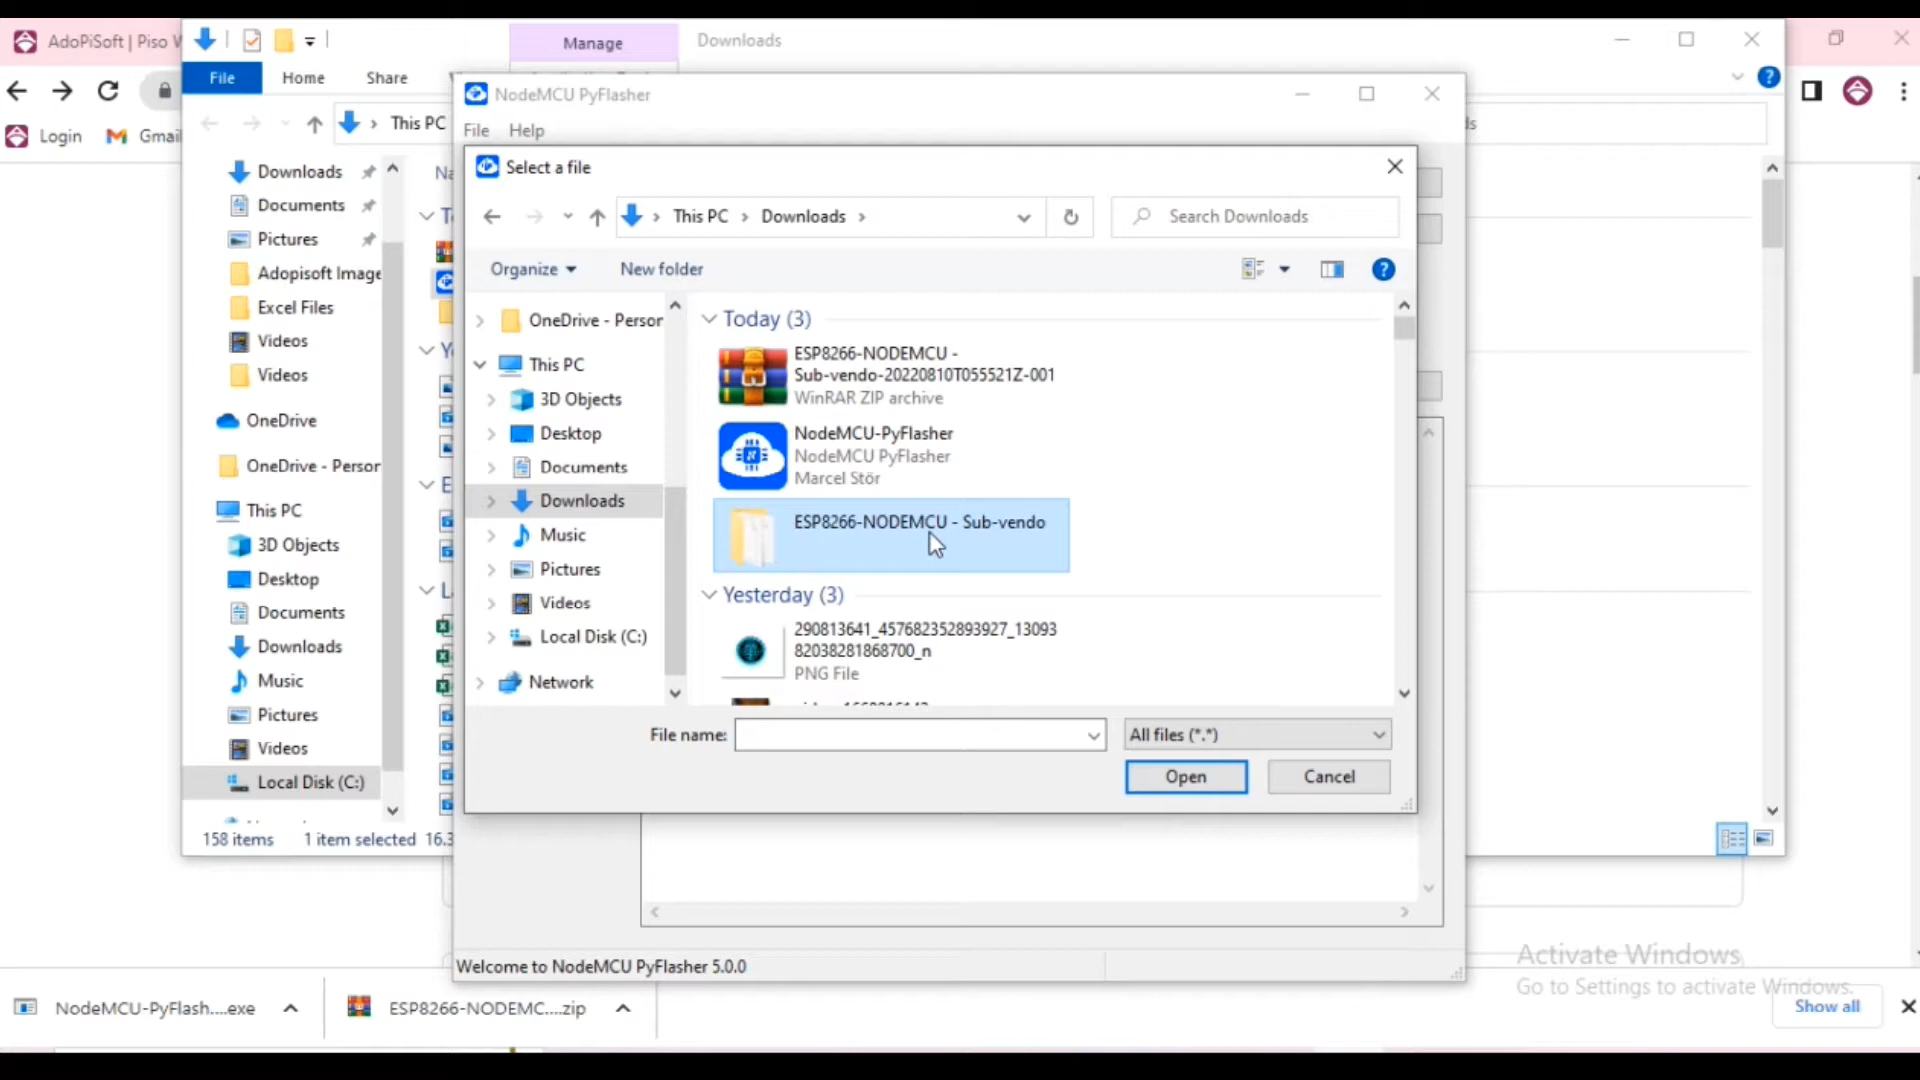 AdoPiSoft | Piso W
Manage
Downloads
File
Home
Share
This PC
Login
Gmail
NodeMCU PyFlasher
File
Help
Select a file
This PC
Downloads
Search Downloads
Organize
New folder
Downloads
Documents
Pictures
Adopisoft Image
Excel Files
Videos
Videos
OneDrive
OneDrive - Person
This PC
3D Objects
Desktop
Documents
Downloads
Music
Pictures
Videos
Local Disk (C:)
158 items
1 item selected
16.3
OneDrive - Person
This PC
3D Objects
Desktop
Documents
Downloads
Music
Pictures
Videos
Local Disk (C:)
Network
Today (3)
ESP8266-NODEMCU -
Sub-vendo-20220810T055521Z-001
WinRAR ZIP archive
NodeMCU-PyFlasher
NodeMCU PyFlasher
Marcel Stör
ESP8266-NODEMCU - Sub-vendo
Yesterday (3)
290813641_457682352893927_13093
82038281868700_n
PNG File
File name:
All files (*.*)
Open
Cancel
Welcome to NodeMCU PyFlasher 5.0.0
Activate Windows
Go to Settings to activate Windows.
NodeMCU-PyFlash....exe
ESP8266-NODEMC....zip
Show all